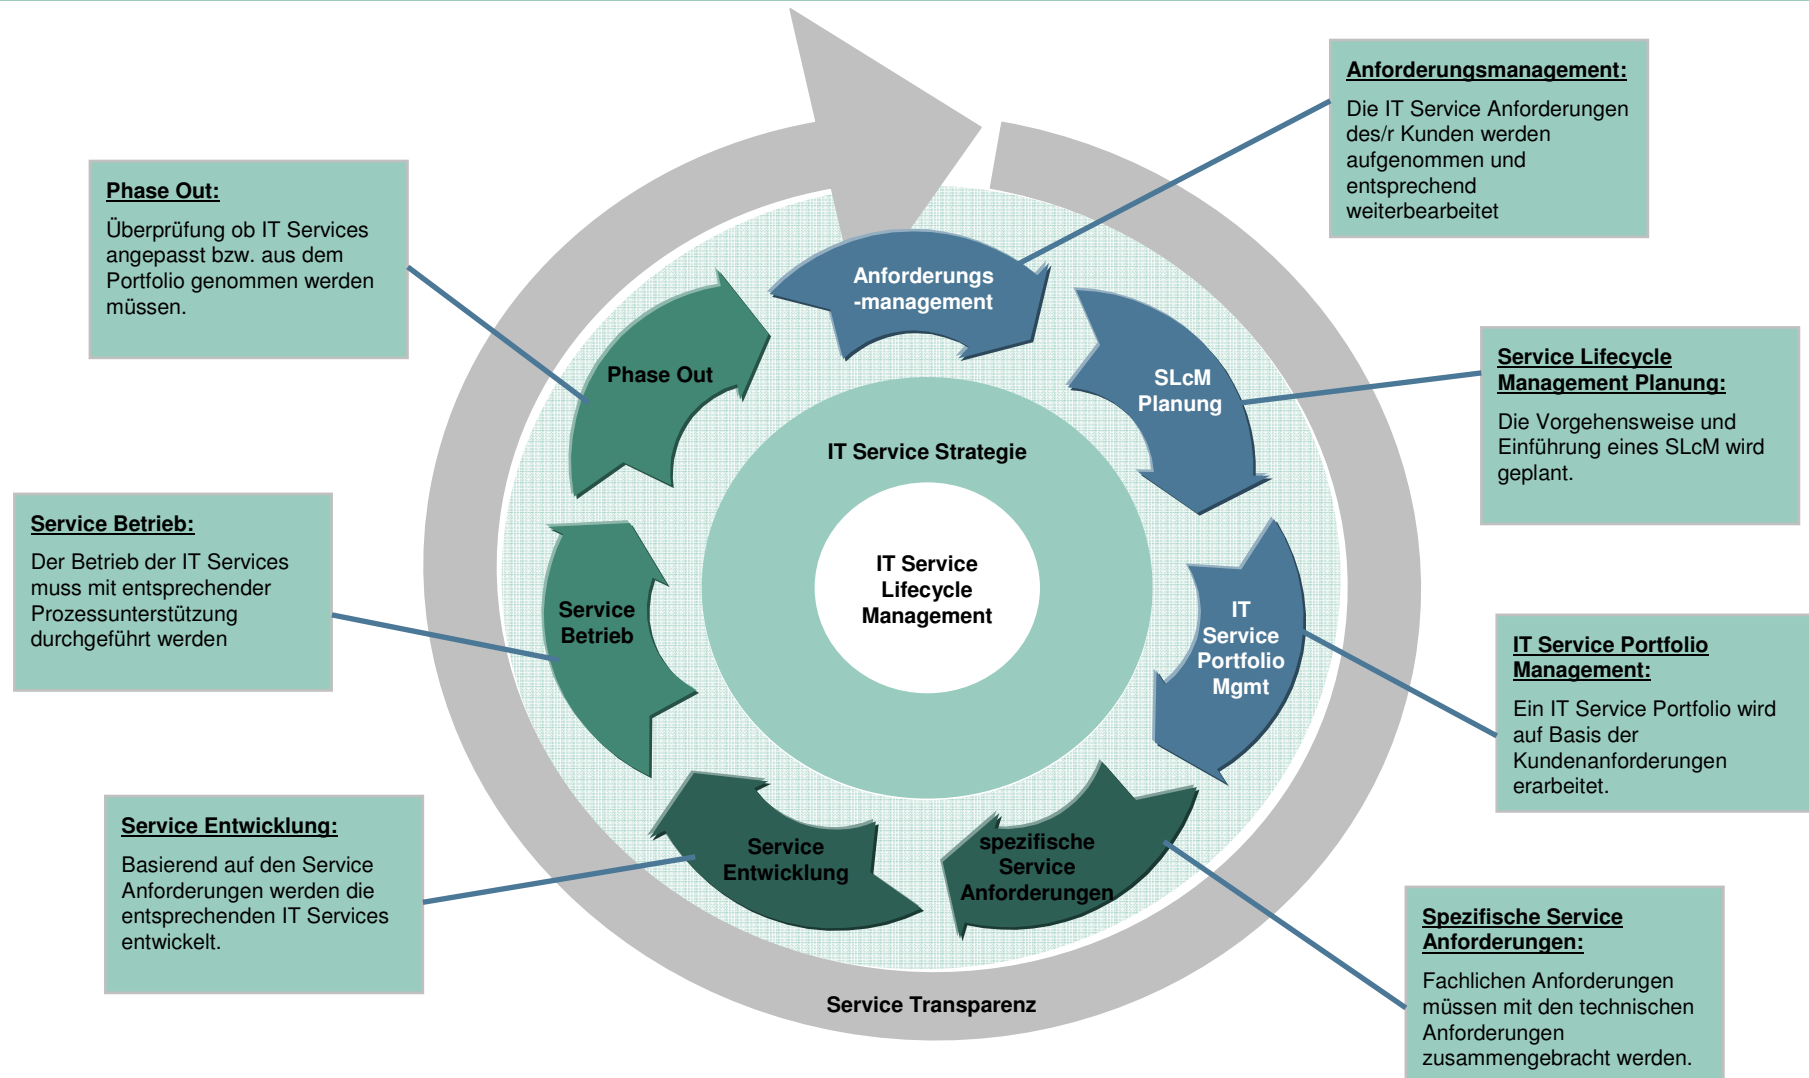 Anforderungsmanagement:
Die IT Service Anforderungen
des/r Kunden werden
aufgenommen und
entsprechend
weiterbearbeitet
Phase Out:
Überprüfung ob IT Services
angepasst bzw. aus dem
Portfolio genommen werden
müssen.
Anforderungs
-management
Phase Out
SLcM
Planung
Service Lifecycle
Management Planung:
Die Vorgehensweise und
Einführung eines SLcM wird
geplant.
IT Service Strategie
Service Betrieb:
Der Betrieb der IT Services
muss mit entsprechender
Prozessunterstützung
durchgeführt werden
IT Service
Lifecycle
Management
Service
Betrieb
IT
Service
Portfolio
Mgmt
IT Service Portfolio
Management:
Ein IT Service Portfolio wird
auf Basis der
Kundenanforderungen
erarbeitet.
Service Entwicklung:
Basierend auf den Service
Anforderungen werden die
entsprechenden IT Services
entwickelt.
Service
Entwicklung
spezifische
Service
Anforderungen
Spezifische Service
Anforderungen:
Fachlichen Anforderungen
müssen mit den technischen
Anforderungen
zusammengebracht werden.
Service Transparenz